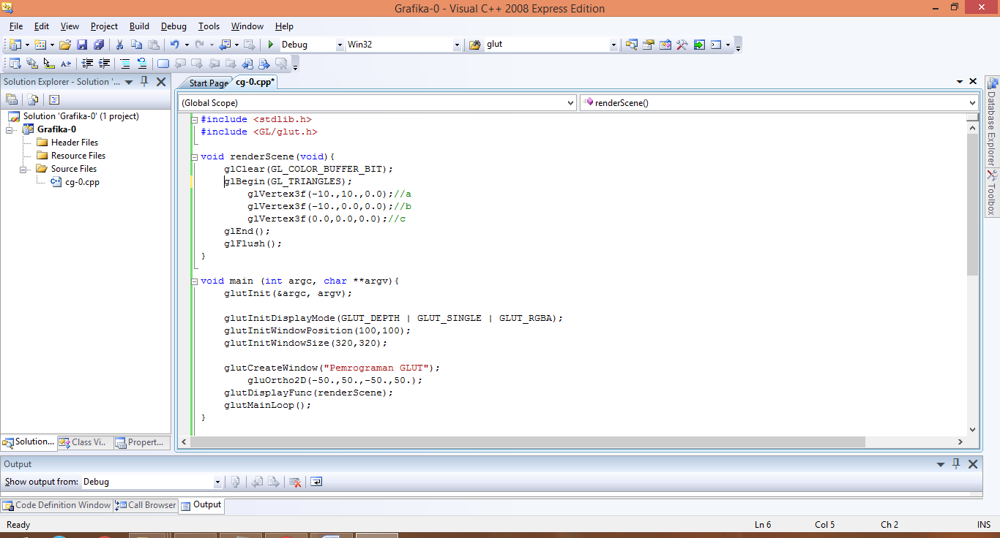 Grafika-0 - Visual C++ 2008 Express Edition
File Edit View Project Build Debug Tools Window Help
Debug Win32 glut
Solution Explorer - Solution '...
Solution 'Grafika-0' (1 project)
Grafika-0
Header Files
Resource Files
Source Files
cg-0.cpp
Solution... Class Vi... Propert...
Start Page cg-0.cpp*
(Global Scope) renderScene()
#include <stdlib.h>
#include <GL/glut.h>
void renderScene(void){
glClear(GL_COLOR_BUFFER_BIT);
glBegin(GL_TRIANGLES);
glVertex3f(-10.,10.,0.0);//a
glVertex3f(-10.,0.0,0.0);//b
glVertex3f(0.0,0.0,0.0);//c
glEnd();
glFlush();
}
void main (int argc, char **argv){
glutInit(&argc, argv);
glutInitDisplayMode(GLUT_DEPTH | GLUT_SINGLE | GLUT_RGBA);
glutInitWindowPosition(100,100);
glutInitWindowSize(320,320);
glutCreateWindow("Pemrograman GLUT");
gluOrtho2D(-50.,50.,-50.,50.);
glutDisplayFunc(renderScene);
glutMainLoop();
}
Database Explorer
Toolbox
Output
Show output from: Debug
Code Definition Window Call Browser Output
Ready Ln 6 Col 5 Ch 2 INS